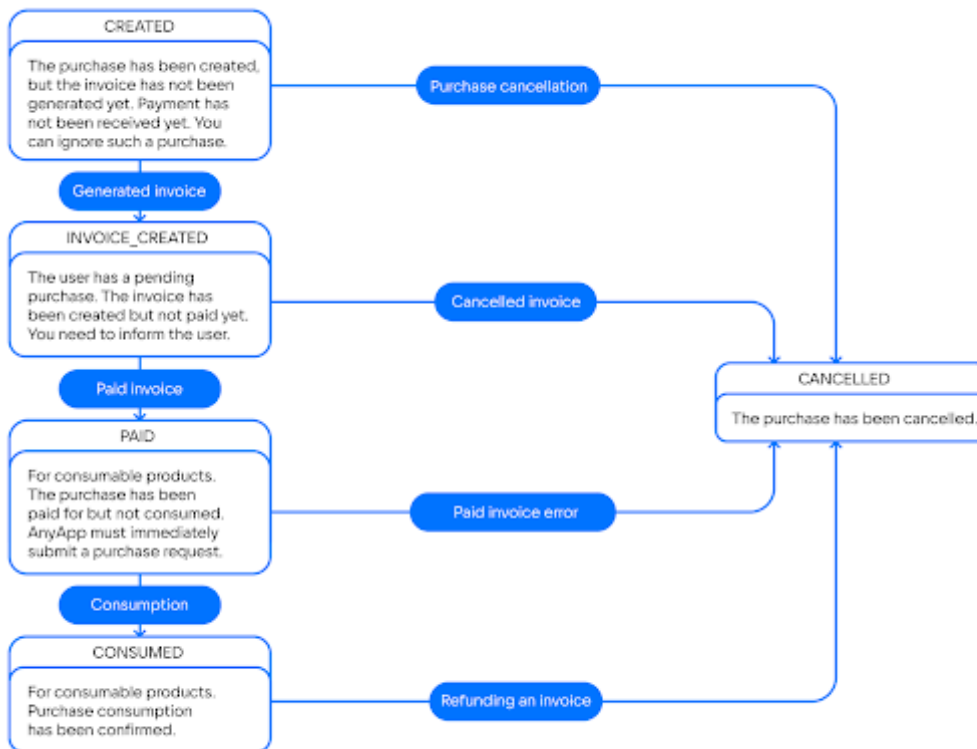 CREATED
The purchase has been created,
but the invoice has not been
generated yet. Payment has
not been received yet. You
can ignore such a purchase.
Purchase cancellation
Generated invoice
INVOICE_CREATED
The user has a pending
purchase. The invoice has
been created but not paid yet.
You need to inform the user.
Cancelled invoice
Paid invoice
CANCELLED
The purchase has been cancelled.
PAID
For consumable products.
The purchase has been
paid for but not consumed.
AnyApp must immediately
submit a purchase request.
Paid invoice error
Consumption
CONSUMED
For consumable products.
Purchase consumption
has been confirmed.
Refunding an invoice